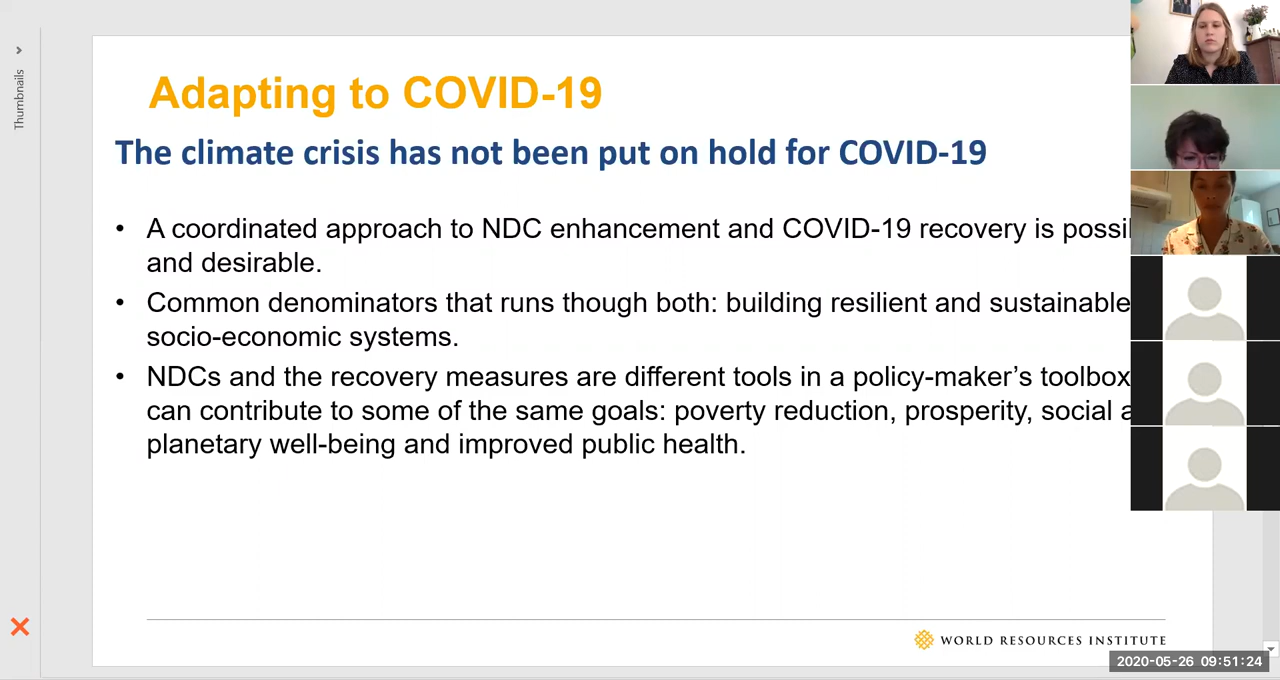 Thumbnails
Adapting to COVID-19
The climate crisis has not been put on hold for COVID-19
• A coordinated approach to NDC enhancement and COVID-19 recovery is
and desirable.
• Common denominators that runs though both: building resilient and sustainable
socio-economic systems.
• NDCs and the recovery measures are different tools in a policy-maker’s toolbox
can contribute to some of the same goals: poverty reduction, prosperity, social
planetary well-being and improved public health.
WORLD RESOURCES INSTITUTE
2020-05-26 09:51:24